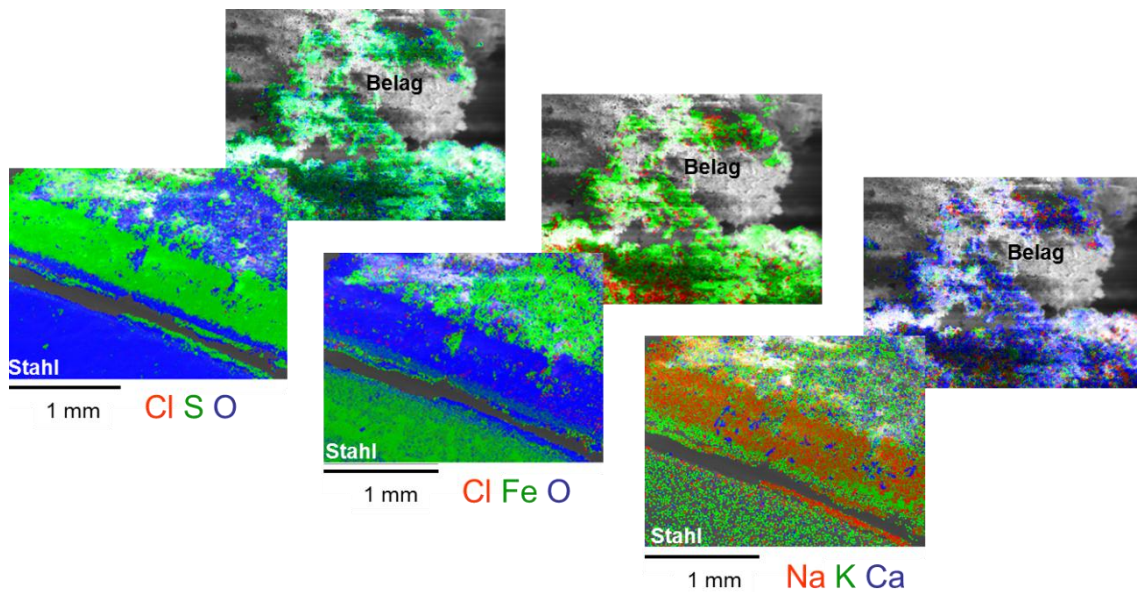 Belag
Belag
Belag
Stahl
1 mm
Cl S O
Stahl
1 mm
Cl Fe O
Stahl
1 mm
Na K Ca